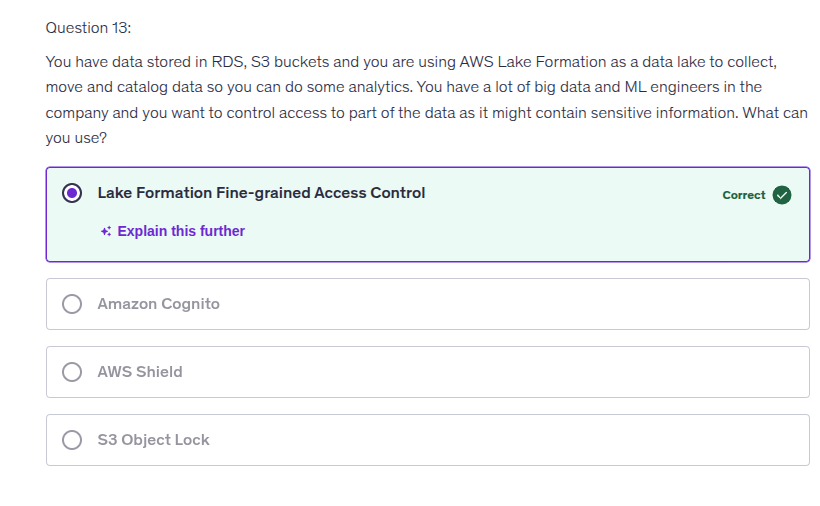 Question 13:
You have data stored in RDS, S3 buckets and you are using AWS Lake Formation as a data lake to collect,
move and catalog data so you can do some analytics. You have a lot of big data and ML engineers in the
company and you want to control access to part of the data as it might contain sensitive information. What can
you use?
Lake Formation Fine-grained Access Control
Correct
Explain this further
Amazon Cognito
AWS Shield
S3 Object Lock